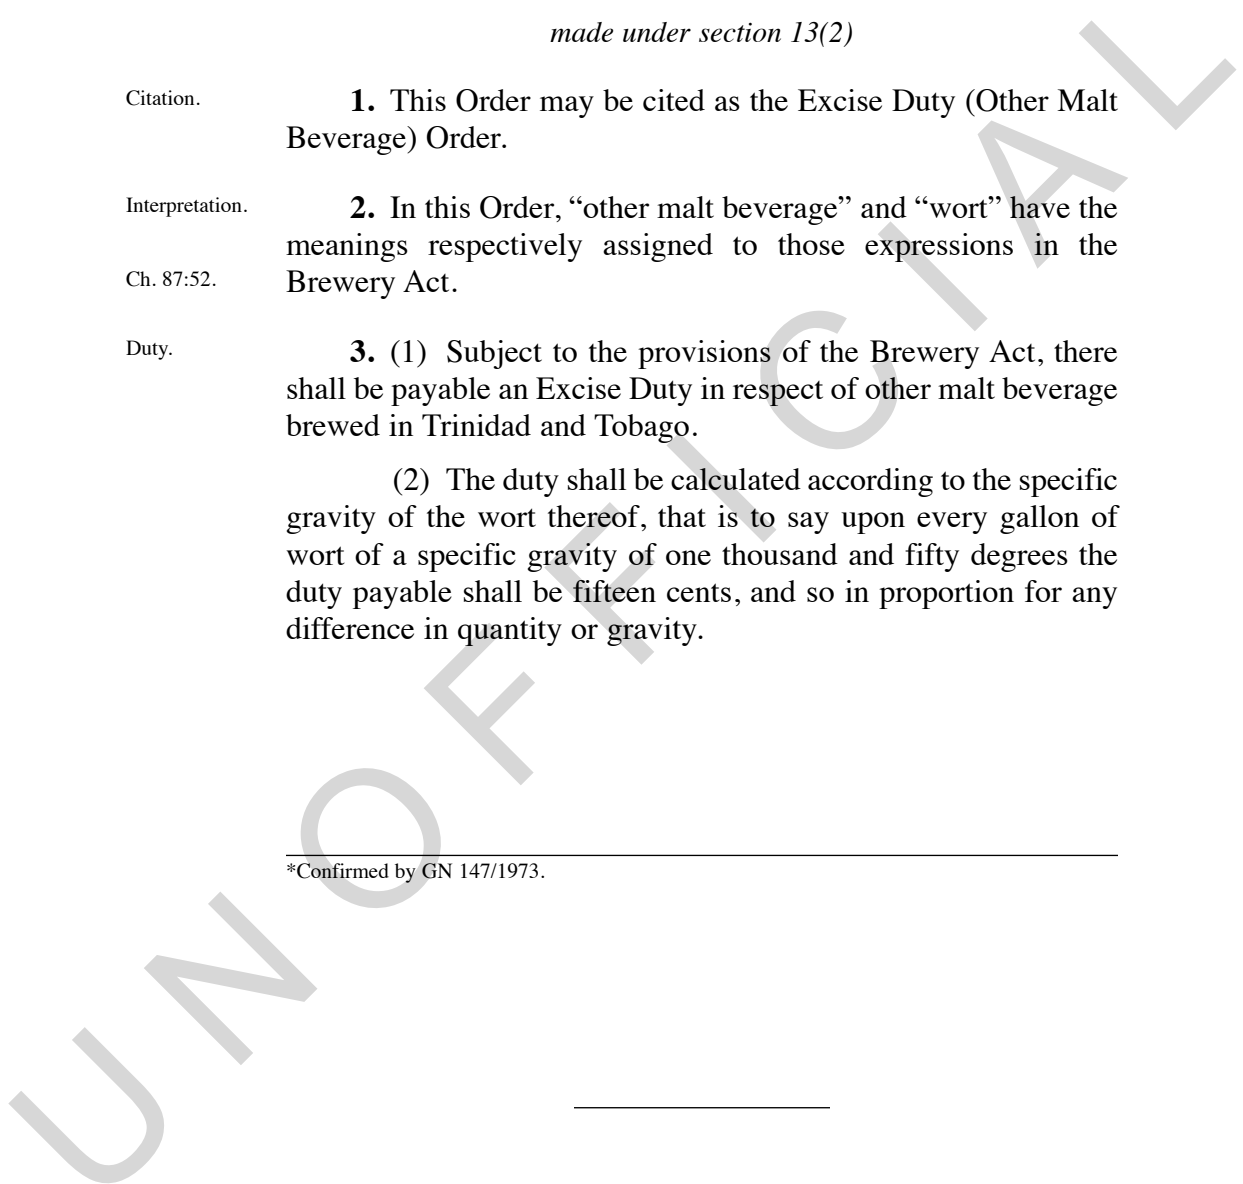 made under section 13(2)
Citation.
1. This Order may be cited as the Excise Duty (Other Malt
Beverage) Order.
Interpretation.
2. In this Order, “other malt beverage” and “wort” have the
meanings respectively assigned to those expressions in the
Ch. 87:52.
Brewery Act.
Duty.
3. (1) Subject to the provisions of the Brewery Act, there
shall be payable an Excise Duty in respect of other malt beverage
brewed in Trinidad and Tobago.
(2) The duty shall be calculated according to the specific
gravity of the wort thereof, that is to say upon every gallon of
wort of a specific gravity of one thousand and fifty degrees the
duty payable shall be fifteen cents, and so in proportion for any
difference in quantity or gravity.
*Confirmed by GN 147/1973.
UNOFFICIAL